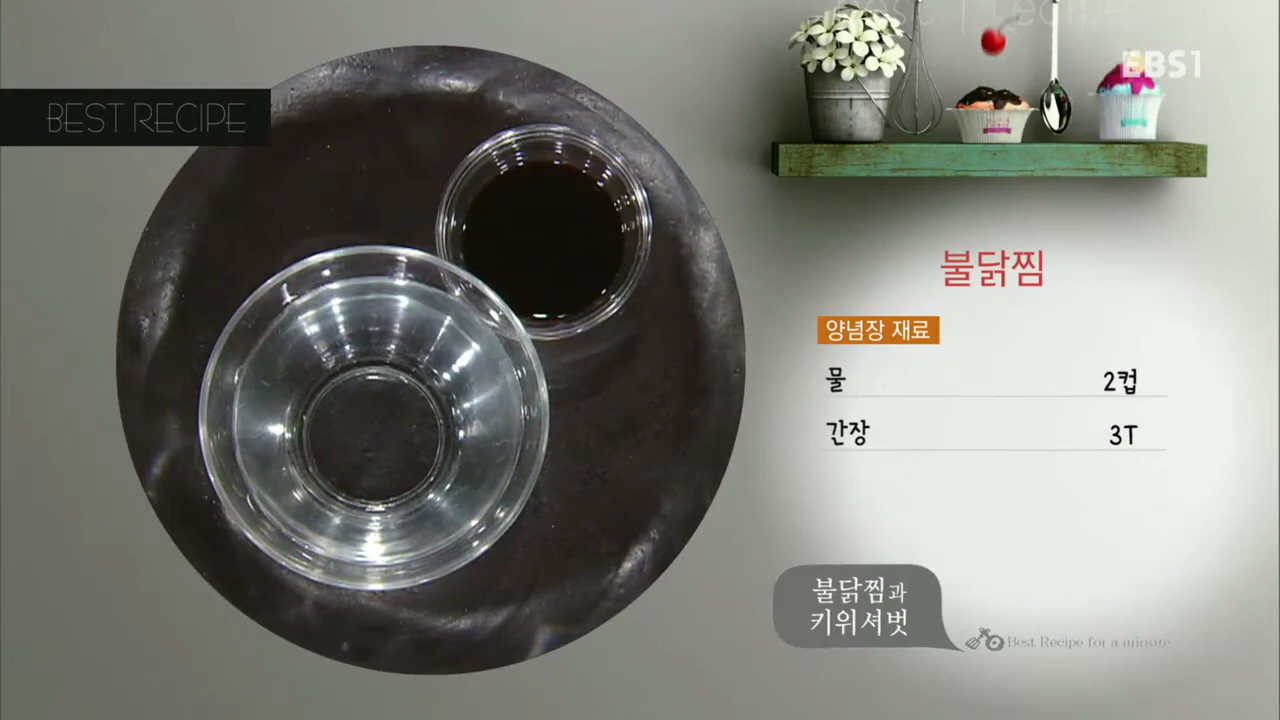 BEST RECIPE
EBS1
불닭찜
양념장 재료
물 2컵
간장 3T
불닭찜과
키위셔벗
Best Recipe for a minute